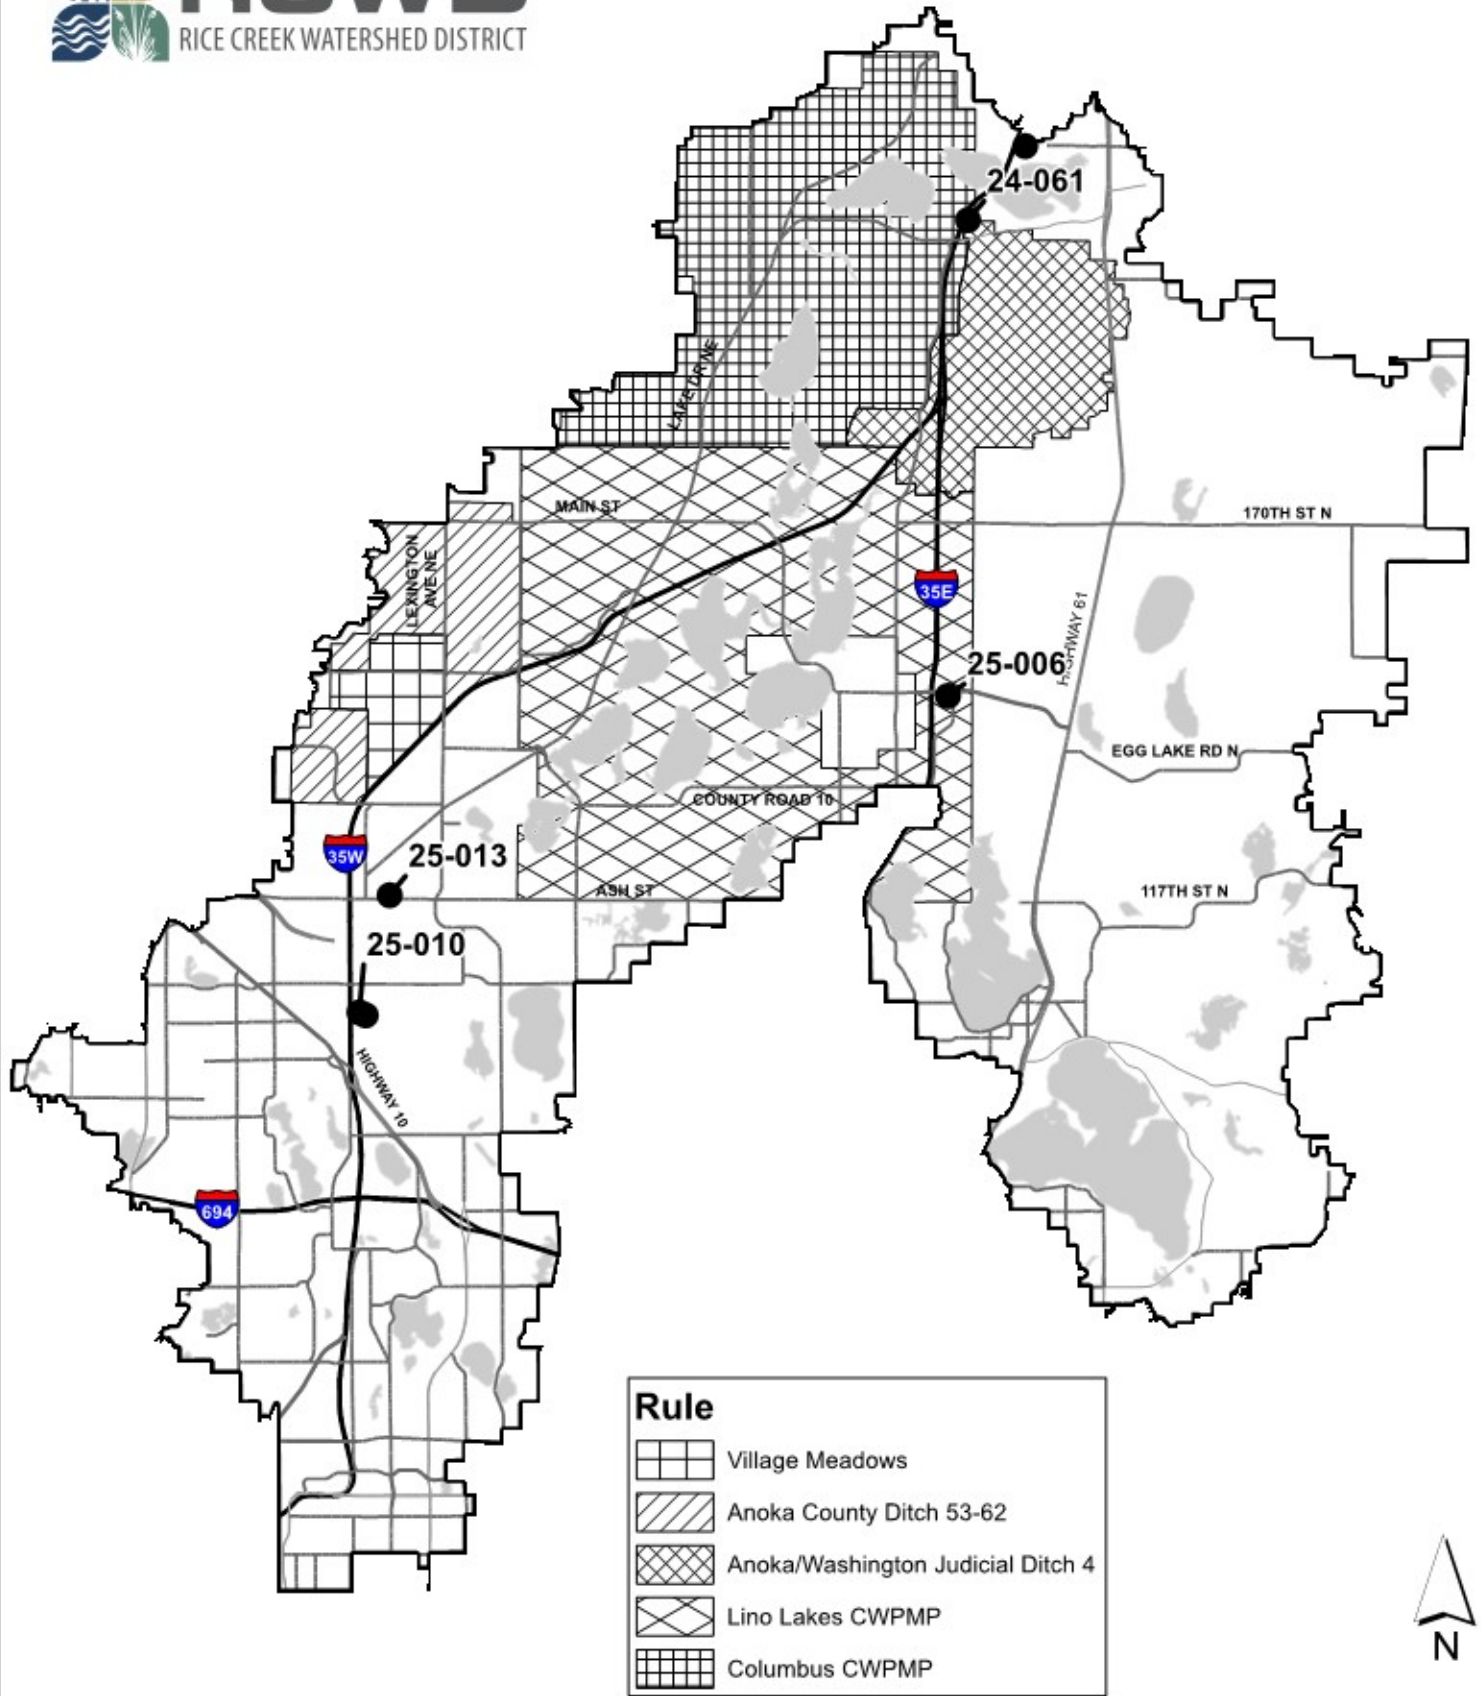 RCWD
RICE CREEK WATERSHED DISTRICT
24-061
LAKE DR NE
MAIN ST
170TH ST N
LEXINGTON
AVE NE
35E
HIGHWAY 61
25-006
EGG LAKE RD N
COUNTY ROAD 10
35W
25-013
ASH ST
117TH ST N
25-010
HIGHWAY 10
694
Rule
Village Meadows
Anoka County Ditch 53-62
Anoka/Washington Judicial Ditch 4
Lino Lakes CWPMP
Columbus CWPMP
N